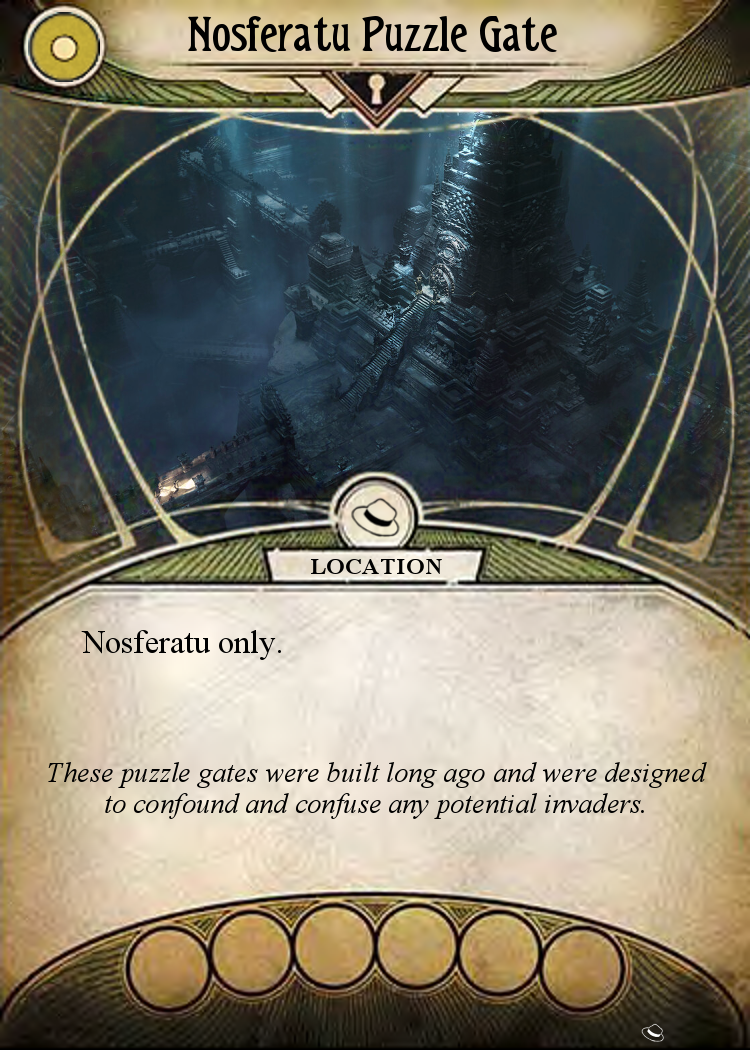 Nosferatu Puzzle Gate
LOCATION
Nosferatu only.
These puzzle gates were built long ago and were designed
to confound and confuse any potential invaders.